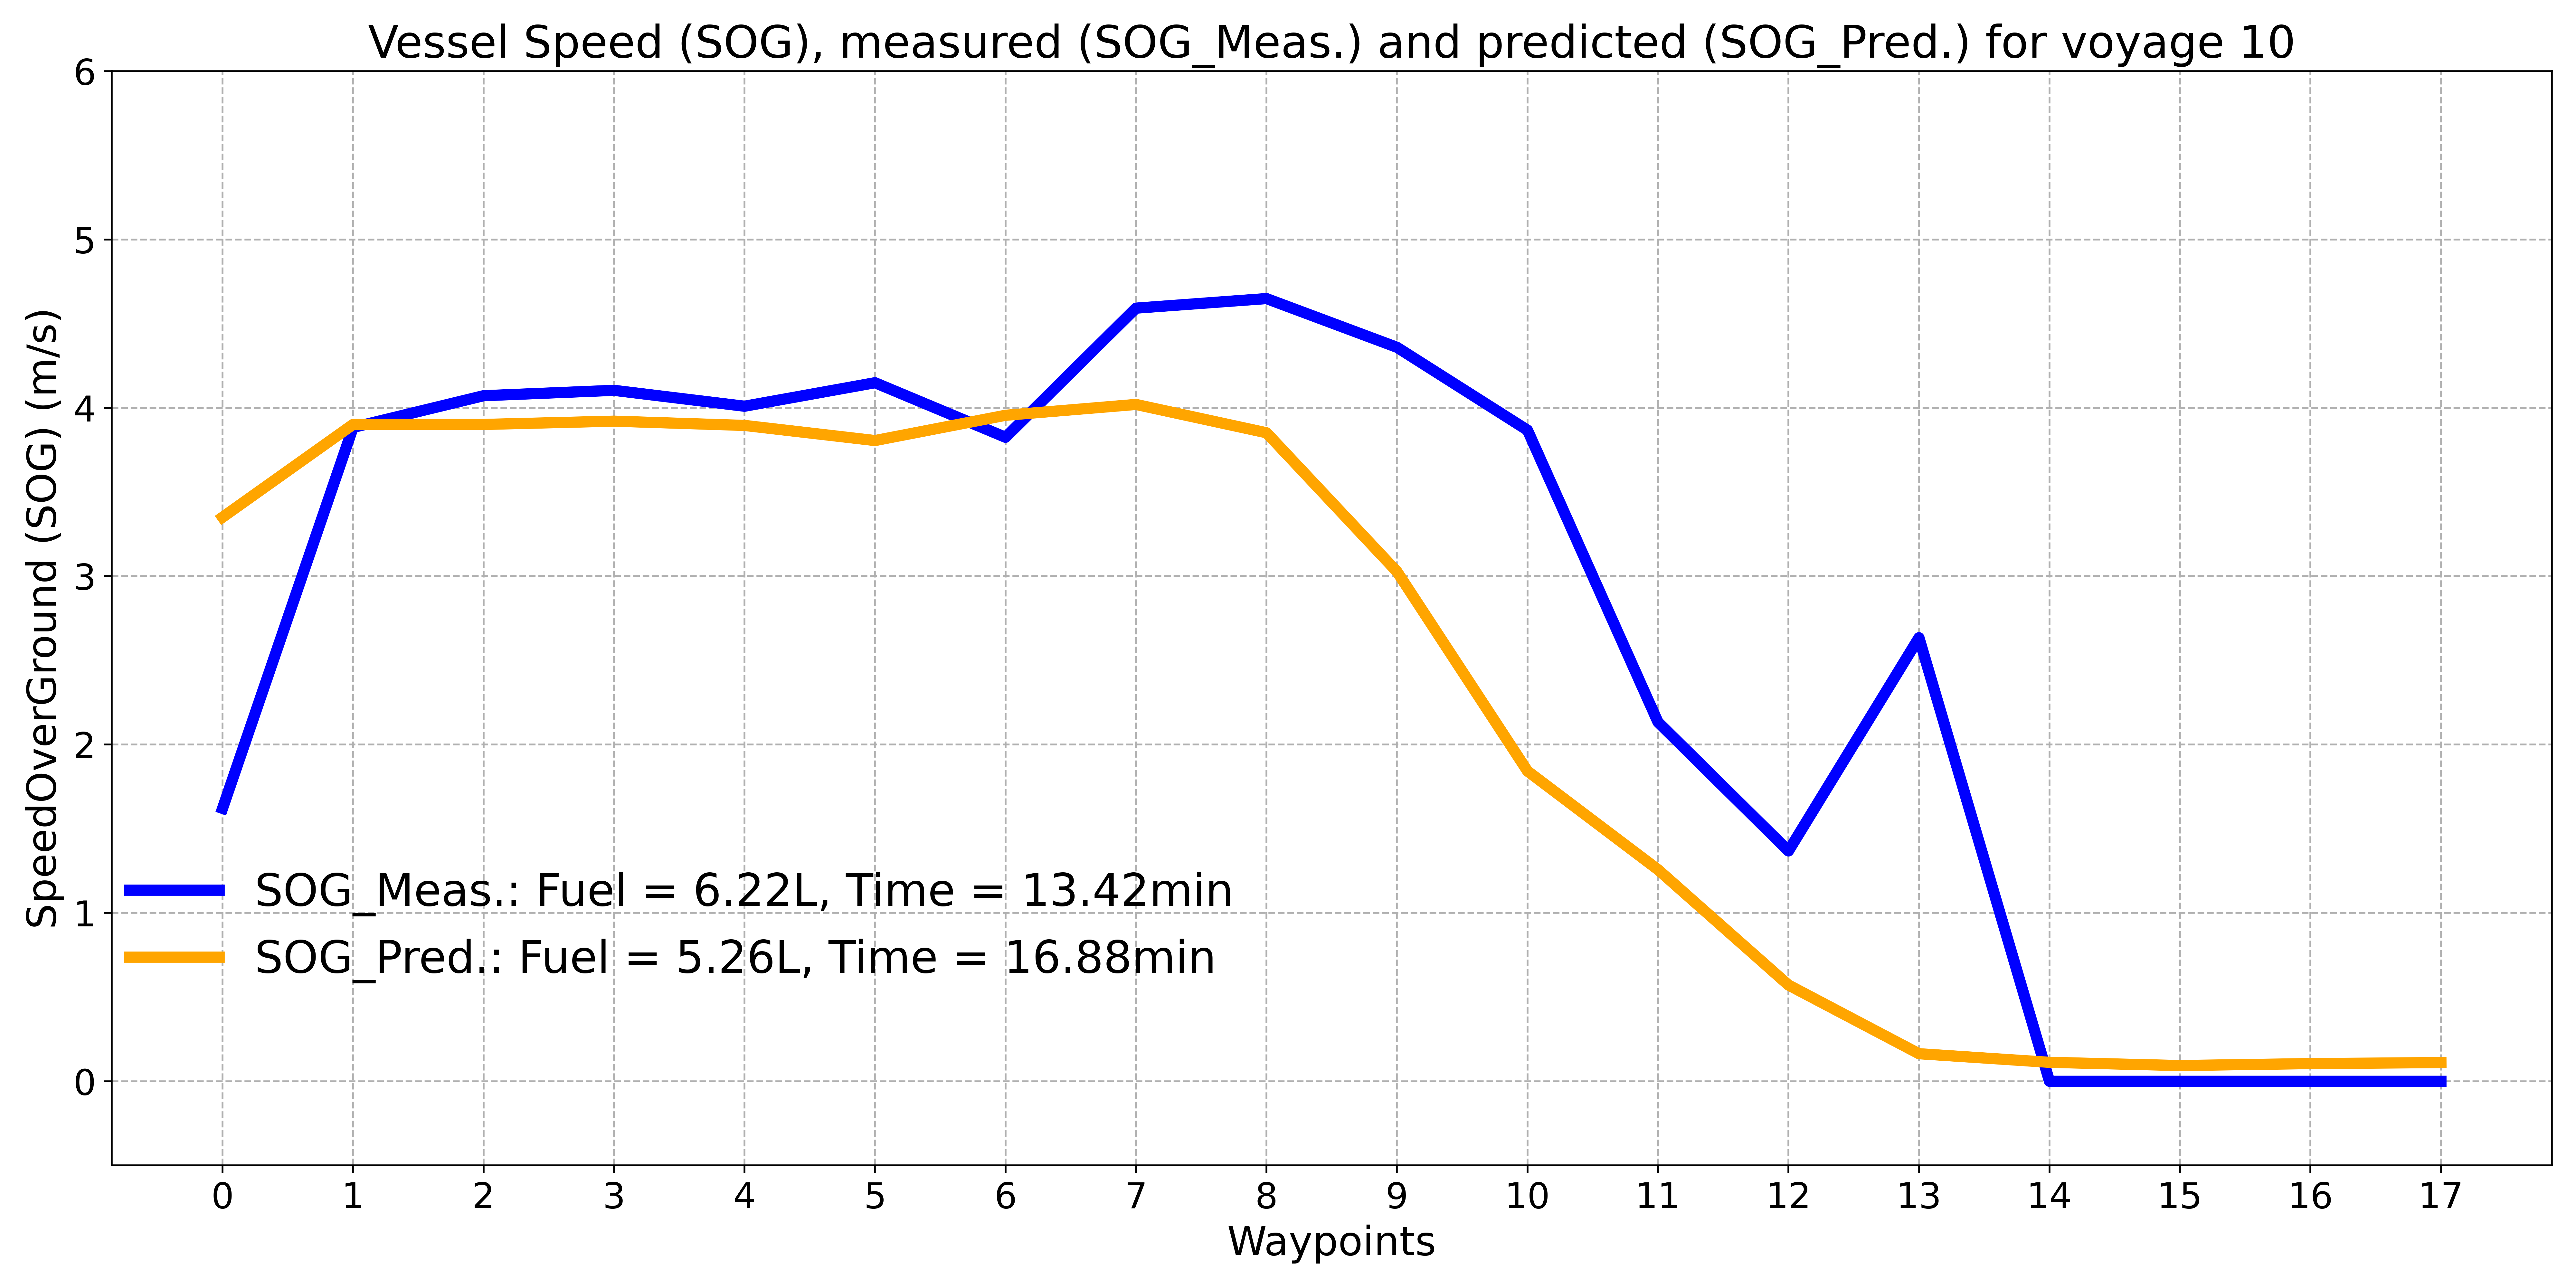 Vessel Speed (SOG), measured (SOG_Meas.) and predicted (SOG_Pred.) for voyage 10
6
5
4
3
2
1
0
SpeedOverGround (SOG) (m/s)
SOG_Meas.: Fuel = 6.22L, Time = 13.42min
SOG_Pred.: Fuel = 5.26L, Time = 16.88min
0 1 2 3 4 5 6 7 8 9 10 11 12 13 14 15 16 17
Waypoints